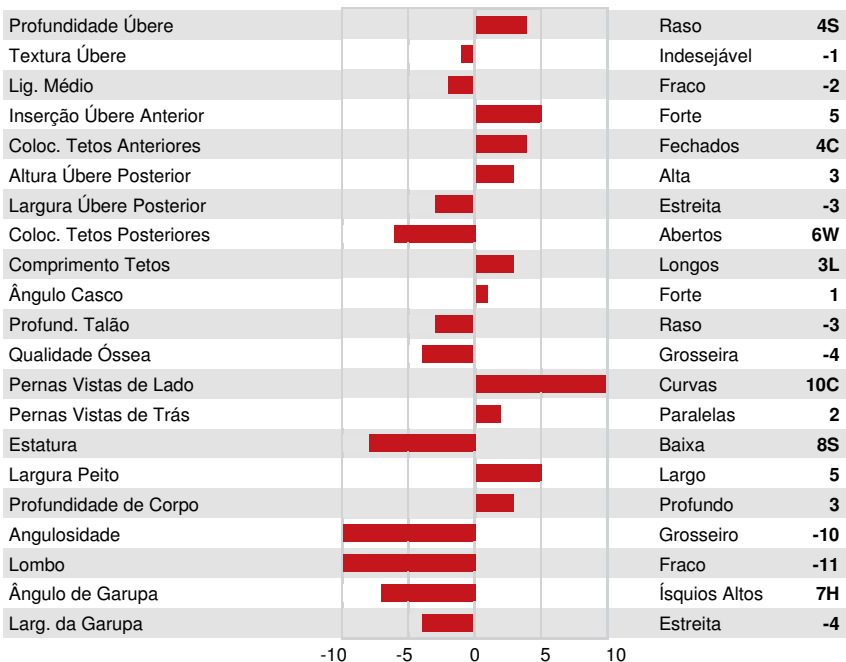 Profundidade Úbere Raso 4S
Textura Úbere Indesejável -1
Lig. Médio Fraco -2
Inserção Úbere Anterior Forte 5
Coloc. Tetos Anteriores Fechados 4C
Altura Úbere Posterior Alta 3
Largura Úbere Posterior Estreita -3
Coloc. Tetos Posteriores Abertos 6W
Comprimento Tetos Longos 3L
Ângulo Casco Forte 1
Profund. Talão Raso -3
Qualidade Óssea Grosseira -4
Pernas Vistas de Lado Curvas 10C
Pernas Vistas de Trás Paralelas 2
Estatura Baixa 8S
Largura Peito Largo 5
Profundidade de Corpo Profundo 3
Angulosidade Grosseiro -10
Lombo Fraco -11
Ângulo de Garupa Ísquios Altos 7H
Larg. da Garupa Estreita -4
-10 -5 0 5 10